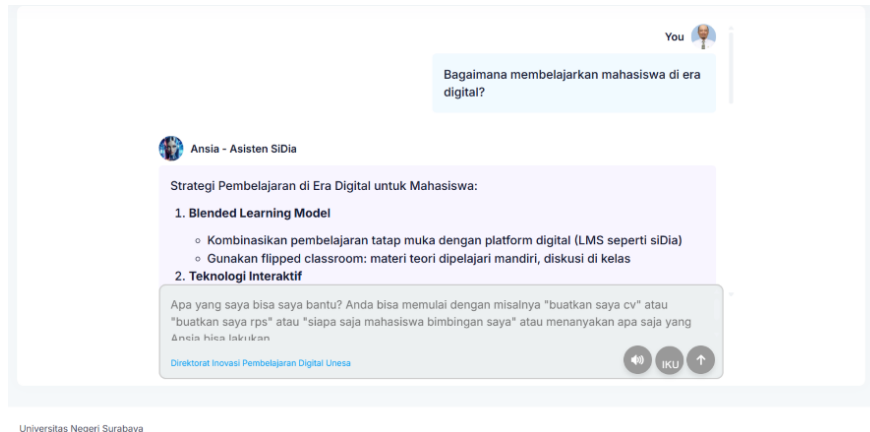 You
Bagaimana membelajarkan mahasiswa di era
digital?
Ansia - Asisten SiDia
Strategi Pembelajaran di Era Digital untuk Mahasiswa:
1. Blended Learning Model
Kombinasikan pembelajaran tatap muka dengan platform digital (LMS seperti siDia)
Gunakan flipped classroom: materi teori dipelajari mandiri, diskusi di kelas
2. Teknologi Interaktif
Apa yang saya bisa saya bantu? Anda bisa memulai dengan misalnya "buatkan saya cv" atau
"buatkan saya rps" atau "siapa saja mahasiswa bimbingan saya" atau menanyakan apa saja yang
Ansia bisa lakukan
Direktorat Inovasi Pembelajaran Digital Unesa
IKU
Universitas Negeri Surabaya